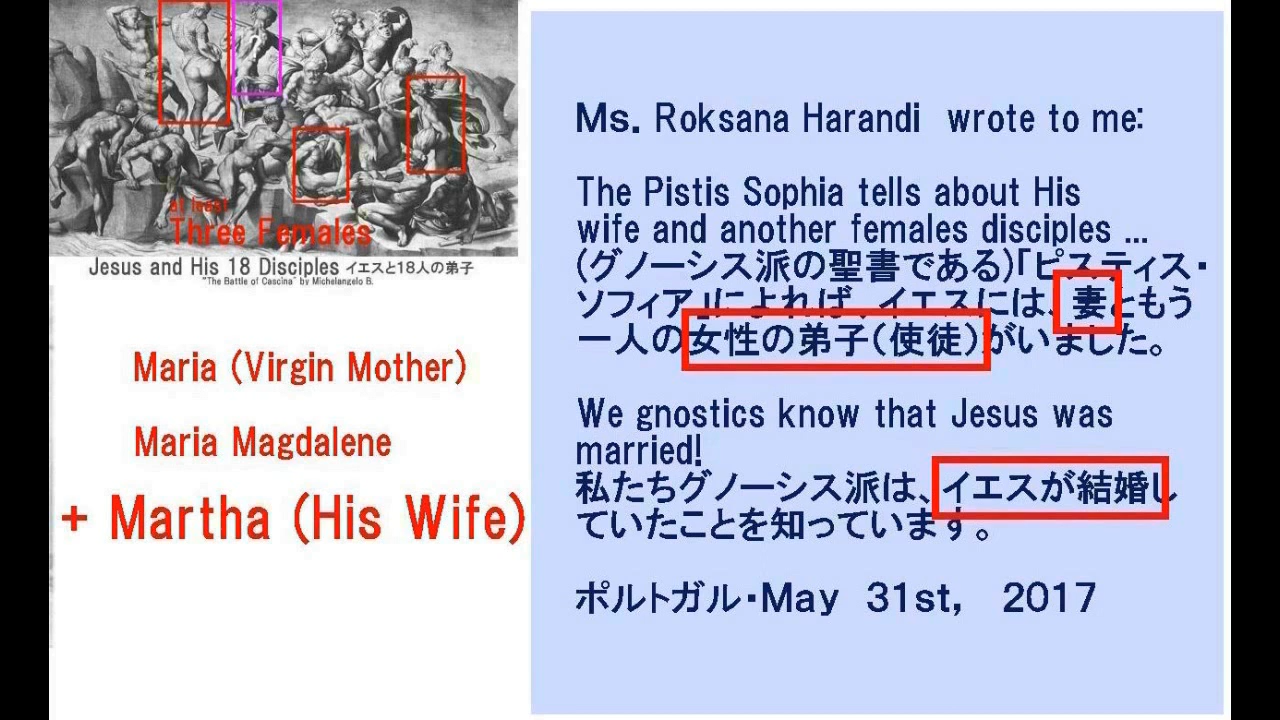 at least
Three Females
Jesus and His 18 Disciples イエスと18人の弟子
"The Battle of Cascina" by Michelangelo B.
Maria (Virgin Mother)
Maria Magdalene
+ Martha (His Wife)
Ms. Roksana Harandi wrote to me:
The Pistis Sophia tells about His
wife and another females disciples ...
(グノーシス派の聖書である)「ピスティス・
ソフィア』によれば、イエスには、妻ともう
一人の女性の弟子(使徒)がいました。
We gnostics know that Jesus was
married!
私たちグノーシス派は、イエスが結婚し
ていたことを知っています。
ポルトガル・May 31st, 2017